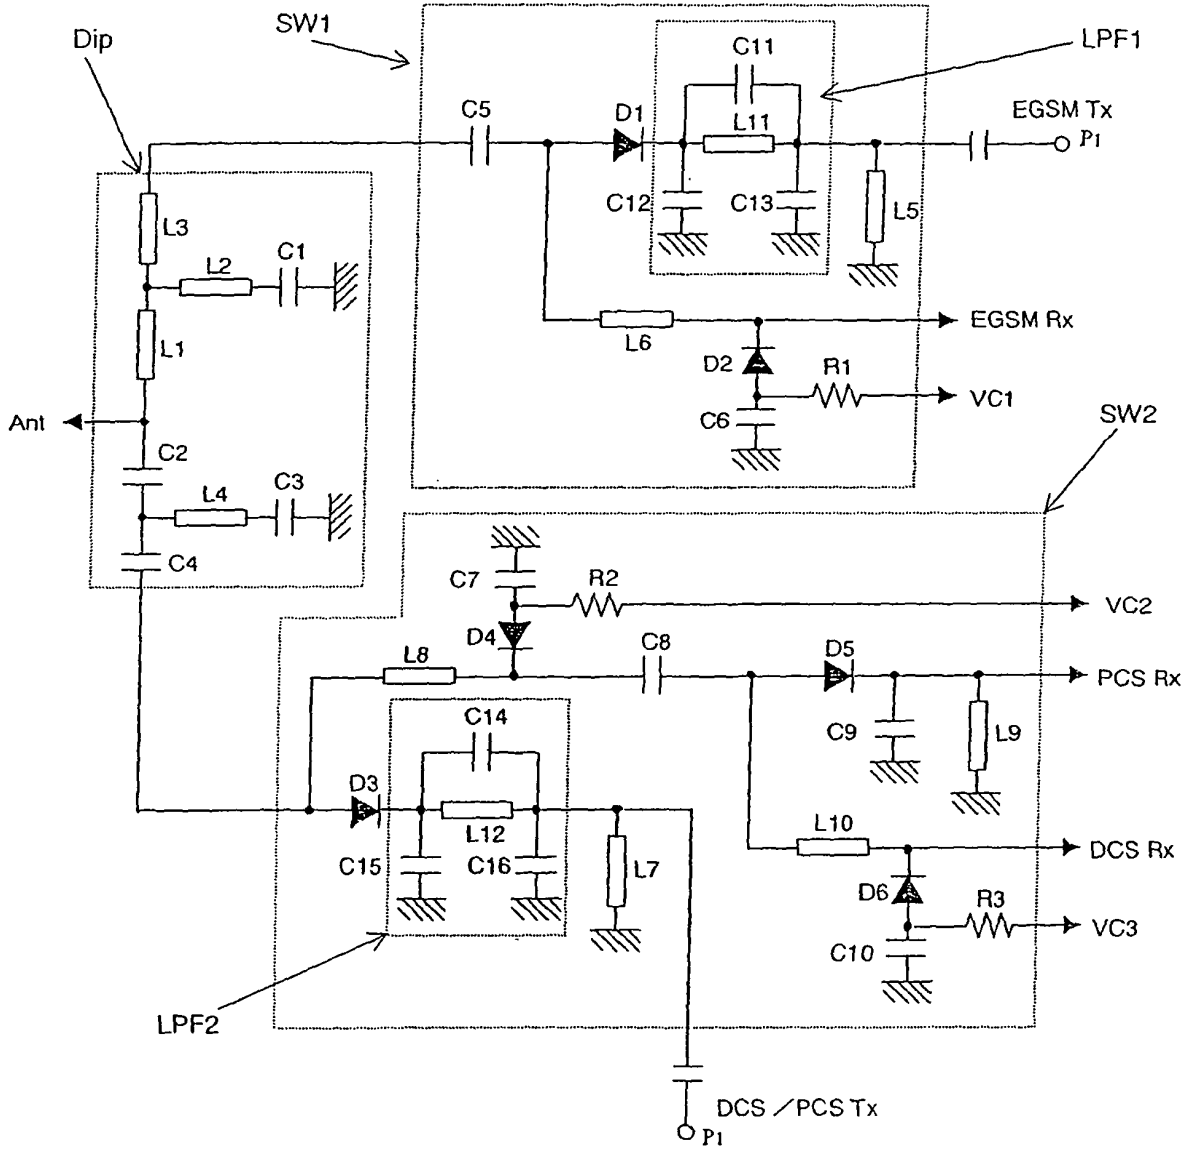 SW1
Dip
LPF1
C11
C5
D1
L11
EGSM Tx
P1
C12
C13
L5
L3
L2
C1
L1
L6
EGSM Rx
D2
R1
C6
VC1
Ant
SW2
C2
L4
C3
C4
C7
R2
VC2
D4
L8
C8
D5
PCS Rx
C14
C9
L9
D3
L12
L10
C15
C16
L7
DCS Rx
D6
R3
C10
VC3
LPF2
DCS / PCS Tx
P1